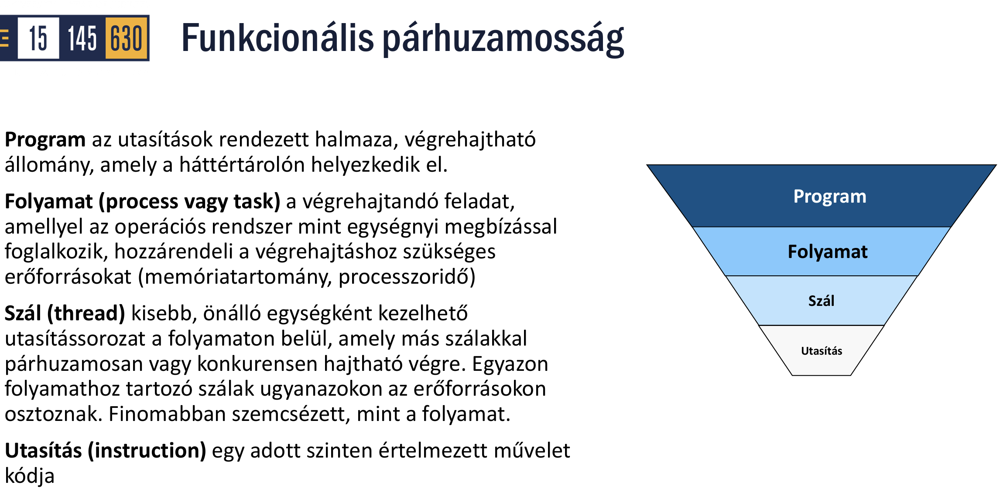 E 15 145 630
Funkcionális párhuzamosság
Program az utasítások rendezett halmaza, végrehajtható
állomány, amely a háttértárolón helyezkedik el.
Folyamat (process vagy task) a végrehajtandó feladat,
amellyel az operációs rendszer mint egységnyi megbízással
foglalkozik, hozzárendeli a végrehajtáshoz szükséges
erőforrásokat (memóriatartomány, processzoridő)
Szál (thread) kisebb, önálló egységként kezelhető
utasítássorozat a folyamaton belül, amely más szálakkal
párhuzamosan vagy konkurensen hajtható végre. Egyazon
folyamathoz tartozó szálak ugyanazokon az erőforrásokon
osztoznak. Finomabban szemcsézett, mint a folyamat.
Utasítás (instruction) egy adott szinten értelmezett művelet
kódja
Program
Folyamat
Szál
Utasítás